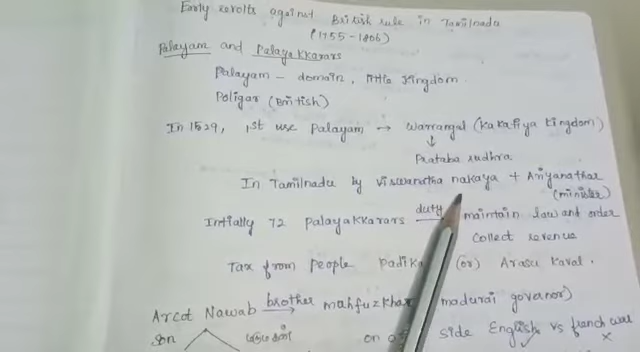 Early revolts against British rule in Tamilnadu
(1755-1806)
Palayam and Palayakkarars
Palayam - domain, little kingdom
Poligar (British)
In 1529, 1st use Palayam → Warrangal (Kakatiya kingdom)
↓
Prataba rudhra
In Tamilnadu by Viswanatha nakaya + Ariyanathar
(minister)
Initially 72 palayakkarars duty maintain law and order
collect revenue
Tax from people Padika (or) Arasu Kaval.
Arcot Nawab brother → mahfuzkhan madurai governor)
son மருமகன் on side English vs french war
x